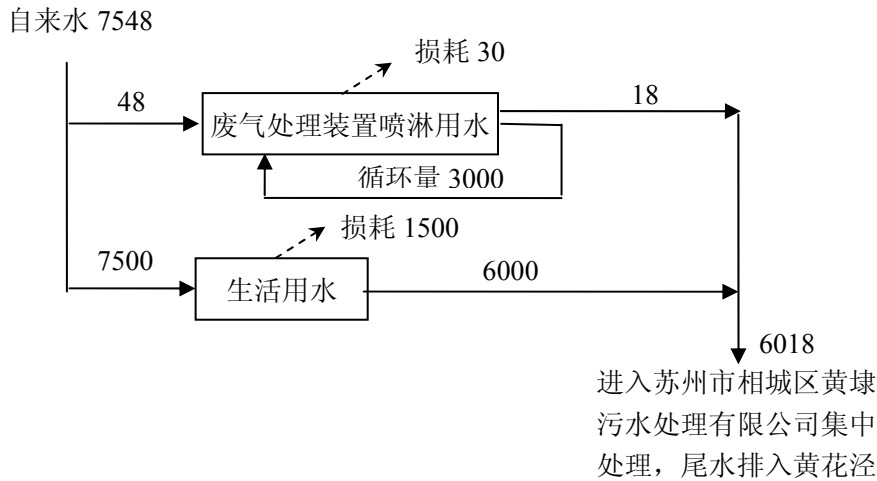 自来水 7548
损耗 30
48
废气处理装置喷淋用水
18
循环量 3000
损耗 1500
7500
生活用水
6000
6018
进入苏州市相城区黄埭
污水处理有限公司集中
处理，尾水排入黄花泾